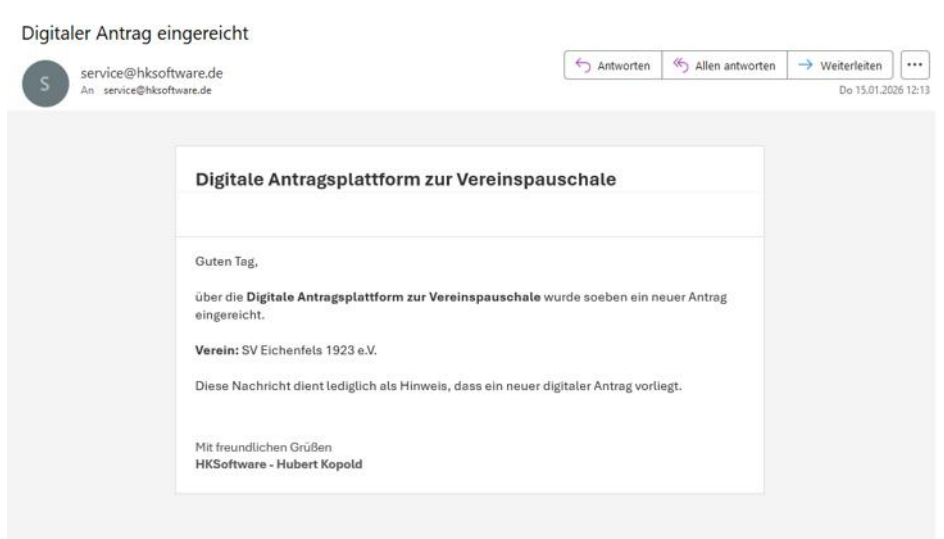 Digitaler Antrag eingereicht
S
service@hksoftware.de
An service@hksoftware.de
Antworten
Allen antworten
Weiterleiten
Do 15.01.2026 12:13
Digitale Antragsplattform zur Vereinspauschale
Guten Tag,
über die Digitale Antragsplattform zur Vereinspauschale wurde soeben ein neuer Antrag
eingereicht.
Verein: SV Eichenfels 1923 e.V.
Diese Nachricht dient lediglich als Hinweis, dass ein neuer digitaler Antrag vorliegt.
Mit freundlichen Grüßen
HKSoftware - Hubert Kopold